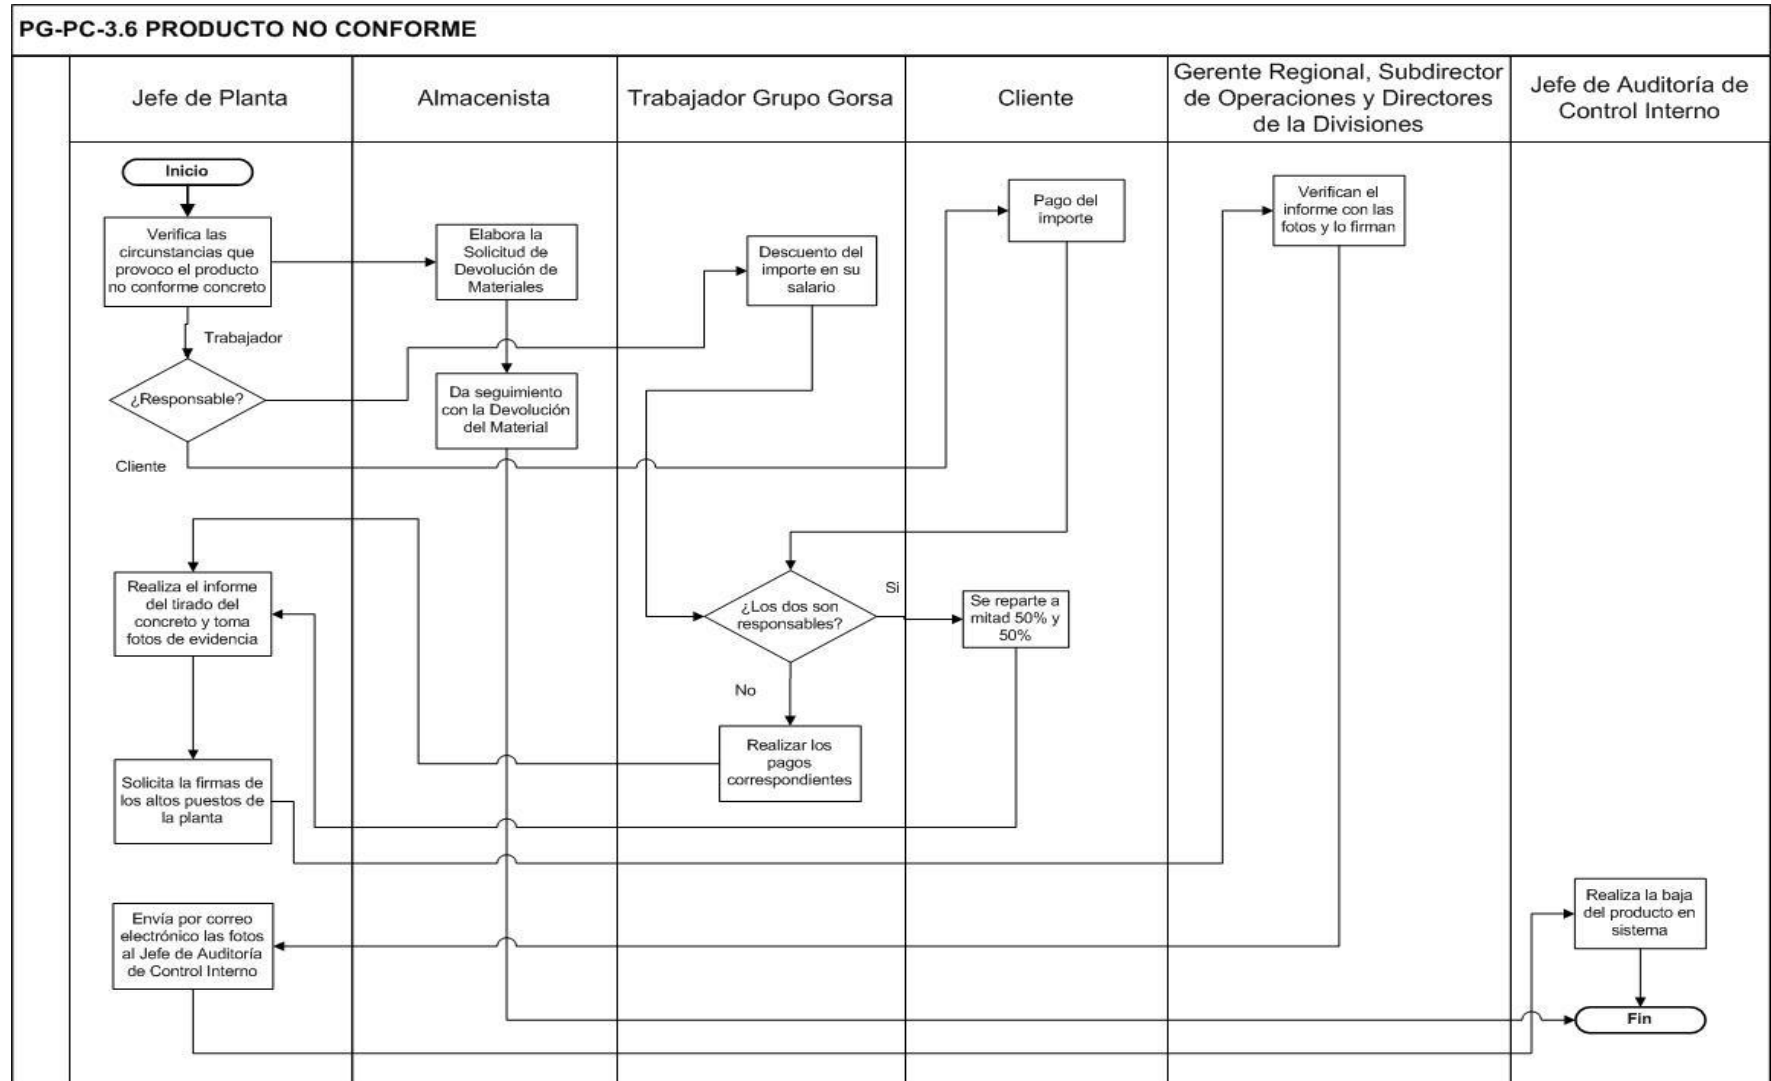 PG-PC-3.6 PRODUCTO NO CONFORME
Jefe de Planta
Almacenista
Trabajador Grupo Gorsa
Cliente
Gerente Regional, Subdirector
de Operaciones y Directores
de la Divisiones
Jefe de Auditoría de
Control Interno
Inicio
Verifica las
circunstancias que
provoco el producto
no conforme concreto
Elabora la
Solicitud de
Devolución de
Materiales
Descuento del
importe en su
salario
Pago del
importe
Verifican el
informe con las
fotos y lo firman
Trabajador
¿Responsable?
Da seguimiento
con la Devolución
del Material
Cliente
Realiza el informe
del tirado del
concreto y toma
fotos de evidencia
¿Los dos son
responsables?
Si
Se reparte a
mitad 50% y
50%
No
Realizar los
pagos
correspondientes
Solicita la firmas de
los altos puestos de
la planta
Envía por correo
electrónico las fotos
al Jefe de Auditoría
de Control Interno
Realiza la baja
del producto en
sistema
Fin